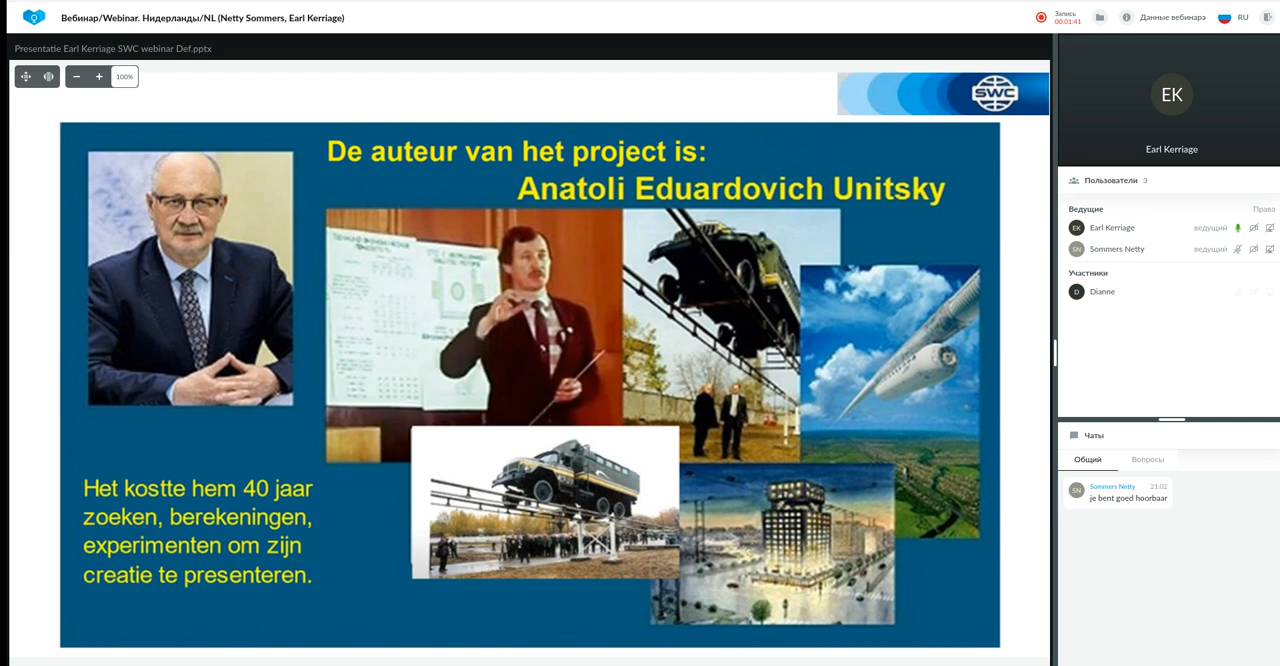 Вебинар/Webinar. Нидерланды/NL (Netty Sommers, Earl Kerriage)
Запись
00:01:41
Данные вебинара
RU
Presentatie Earl Kerriage SWC webinar Def.pptx
100%
SWC
De auteur van het project is:
Anatoli Eduardovich Unitsky
Het kostte hem 40 jaar
zoeken, berekeningen,
experimenten om zijn
creatie te presenteren.
EK
Earl Kerriage
Пользователи 3
Ведущие Права
EK Earl Kerriage ведущий
SN Sommers Netty ведущий
Участники
D Dianne
Чаты
Общий Вопросы
SN Sommers Netty 21:02
je bent goed hoorbaar